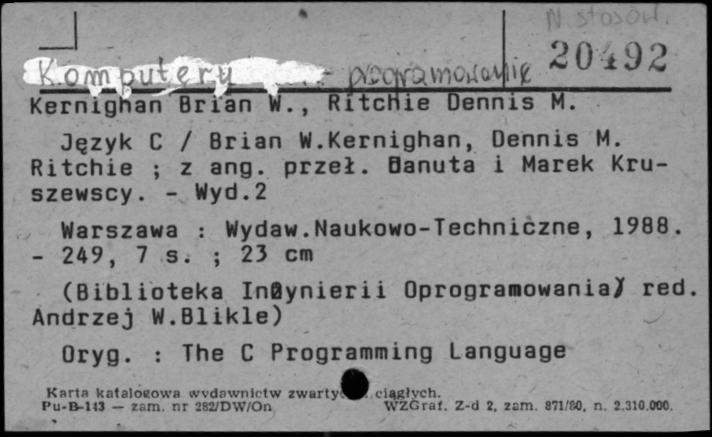 N. stosow.
20492
Komputery - programowanie
Kernighan Brian W., Ritchie Dennis M.
Język C / Brian W.Kernighan, Dennis M.
Ritchie ; z ang. przeł. Danuta i Marek Kru-
szewscy. - Wyd.2
Warszawa : Wydaw.Naukowo-Techniczne, 1988.
- 249, 7 s. ; 23 cm
(Biblioteka Inżynierii Oprogramowania/ red.
Andrzej W.Blikle)
Oryg. : The C Programming Language
Karta katalogowa wydawnictw zwartych ciągłych.
Pu-B-143 — zam. nr 282/DW/On WZGraf. Z-d 2, zam. 871/80, n. 2.310.000.